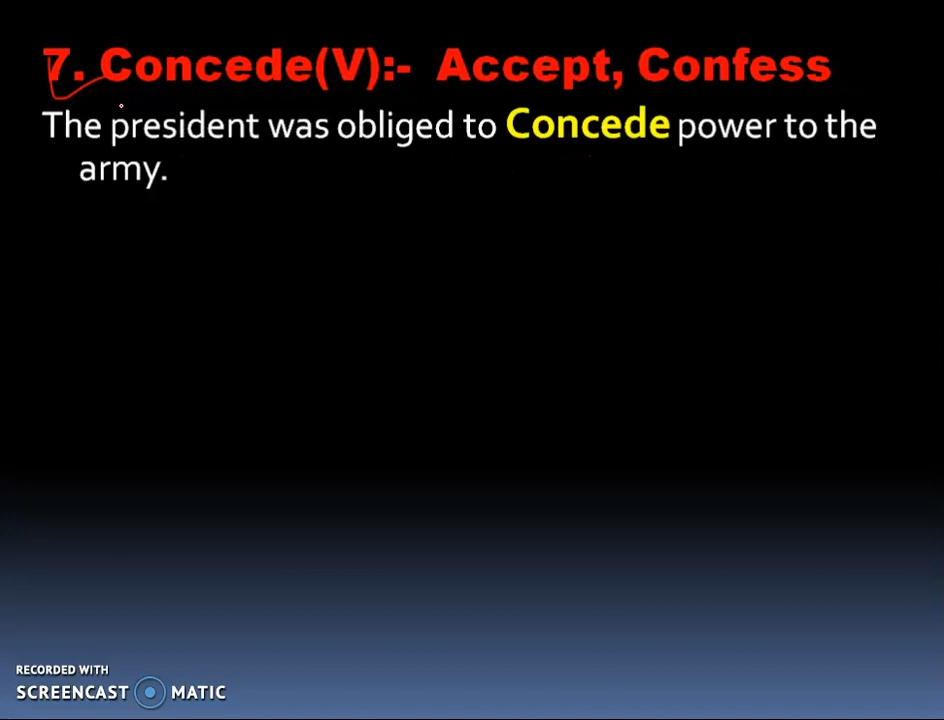 7. Concede(V):- Accept, Confess
The president was obliged to Concede power to the
army.
RECORDED WITH
SCREENCAST MATIC